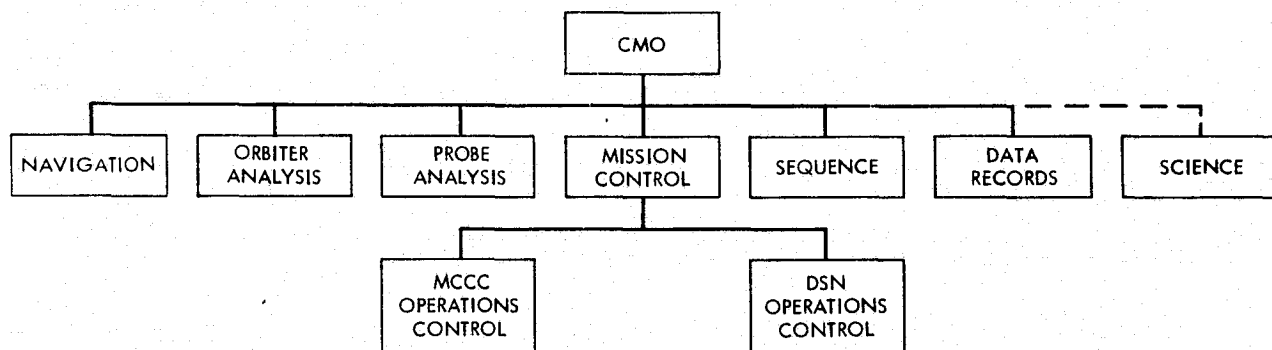 CMO
NAVIGATION
ORBITER
ANALYSIS
PROBE
ANALYSIS
MISSION
CONTROL
SEQUENCE
DATA
RECORDS
SCIENCE
MCCC
OPERATIONS
CONTROL
DSN
OPERATIONS
CONTROL